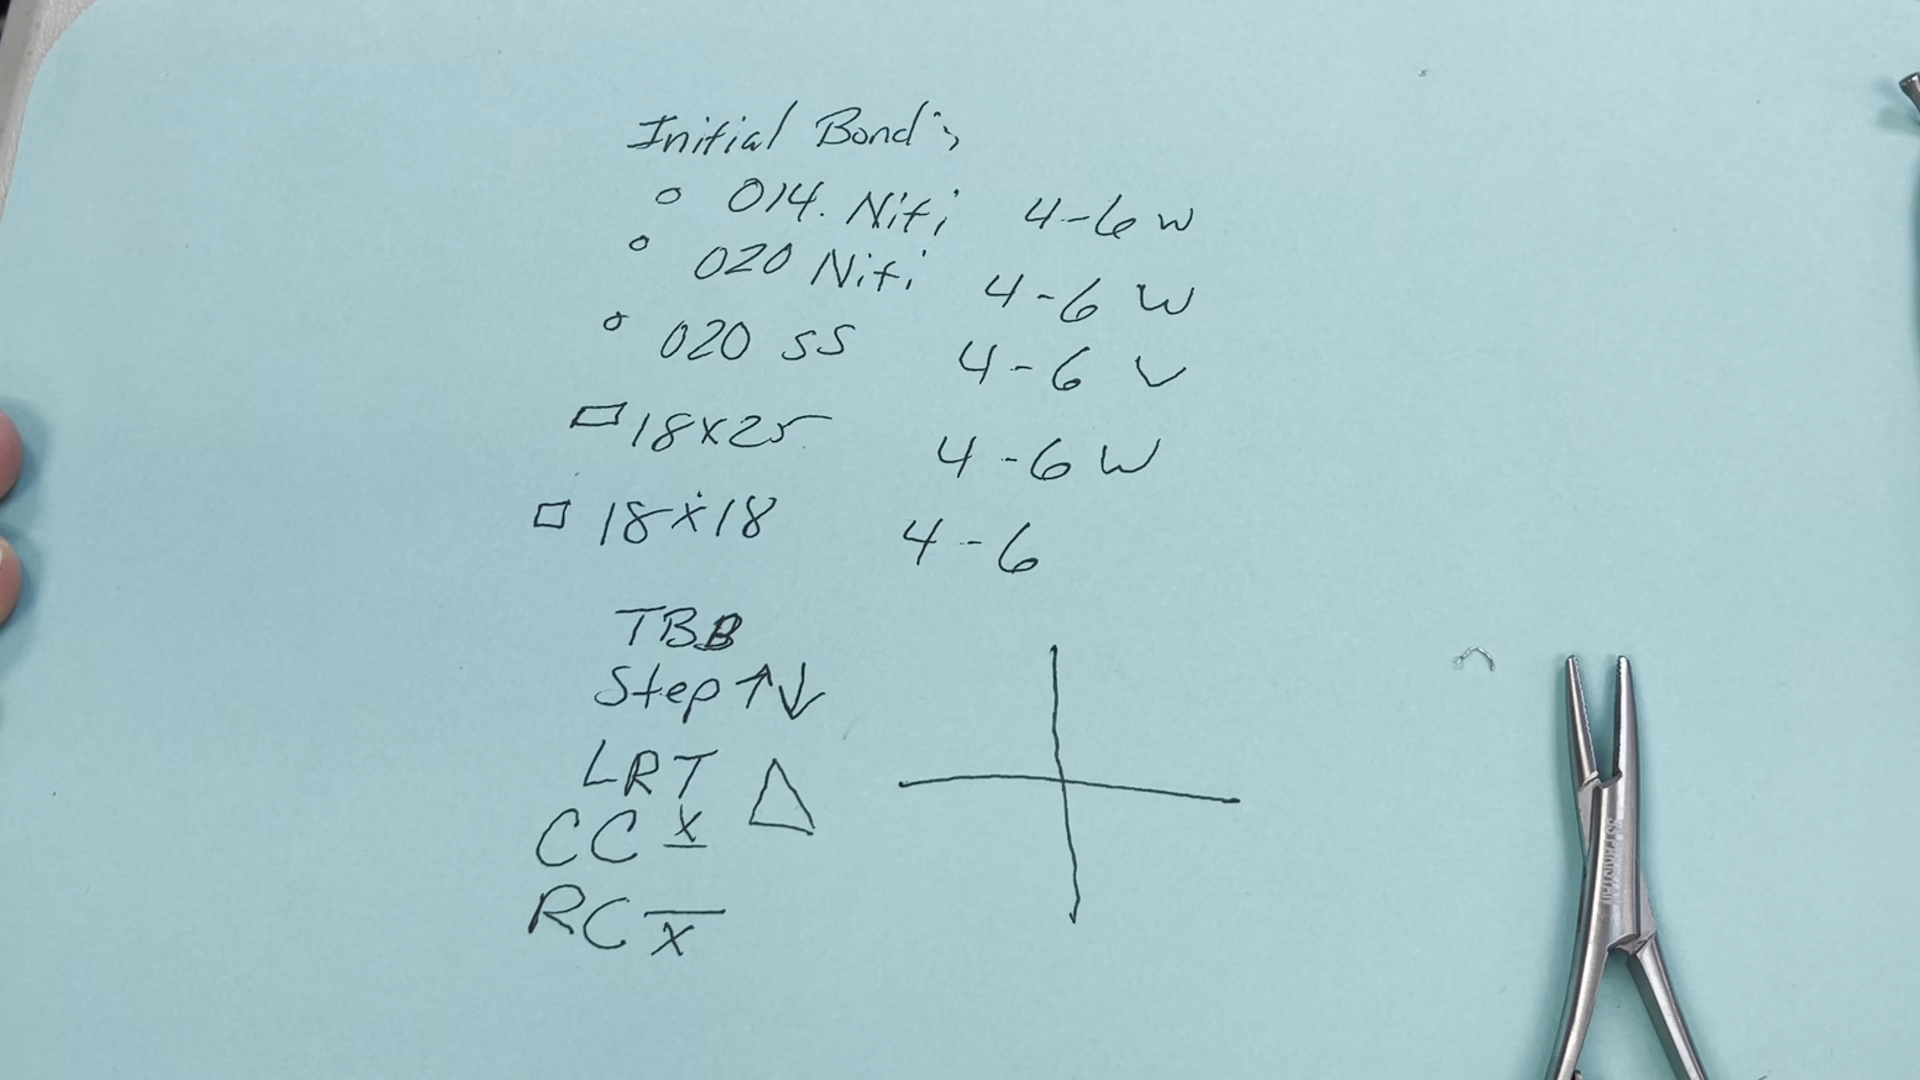 Initial Bond's
014. Niti 4-6 w
020 Niti 4-6 W
020 SS 4-6 V
18x25 4-6 W
18x18 4-6
TBB
Step ↑↓
LRT
CC X
RC X